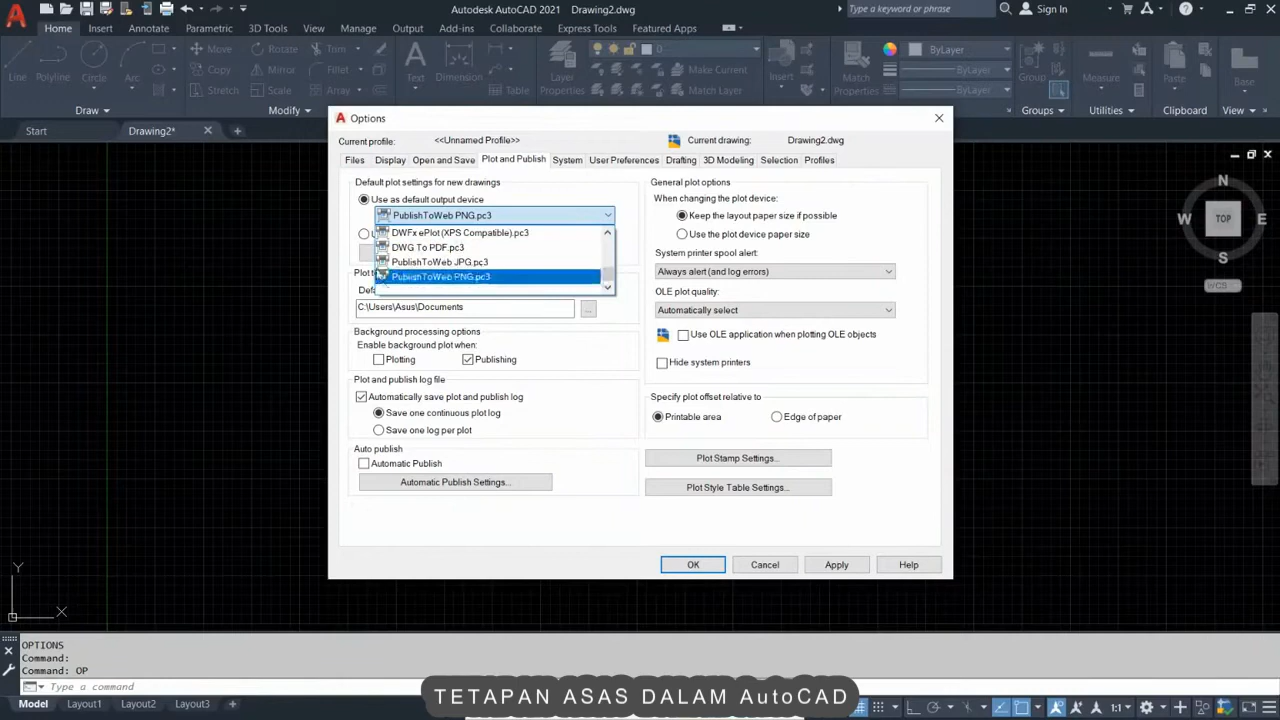 Autodesk AutoCAD 2021 Drawing2.dwg
Type a keyword or phrase
Sign In
Home Insert Annotate Parametric 3D Tools View Manage Output Add-ins Collaborate Express Tools Featured Apps
Line Polyline Circle Arc
Move Rotate Trim
Copy Mirror Fillet
Stretch Scale Array
Text Dimension
Table
Layer
Properties
0
Make Current
Match Layer
Insert
Match
Properties
ByLayer
ByLayer
ByLayer
Group
Measure
Paste
Base
Draw Modify Groups Utilities Clipboard View
Start Drawing2*
Options
Current profile: <<Unnamed Profile>> Current drawing: Drawing2.dwg
Files Display Open and Save Plot and Publish System User Preferences Drafting 3D Modeling Selection Profiles
Default plot settings for new drawings
Use as default output device
PublishToWeb PNG.pc3
DWFx ePlot (XPS Compatible).pc3
DWG To PDF.pc3
PublishToWeb JPG.pc3
PublishToWeb PNG.pc3
C:\Users\Asus\Documents
...
Background processing options
Enable background plot when:
Plotting Publishing
Plot and publish log file
Automatically save plot and publish log
Save one continuous plot log
Save one log per plot
Auto publish
Automatic Publish
Automatic Publish Settings...
General plot options
When changing the plot device:
Keep the layout paper size if possible
Use the plot device paper size
System printer spool alert:
Always alert (and log errors)
OLE plot quality:
Automatically select
Use OLE application when plotting OLE objects
Hide system printers
Specify plot offset relative to
Printable area Edge of paper
Plot Stamp Settings...
Plot Style Table Settings...
OK Cancel Apply Help
N
W TOP E
S
WCS
Y
X
OPTIONS
Command:
Command: OP
Type a command
TETAPAN ASAS DALAM AutoCAD
Model Layout1 Layout2 Layout3